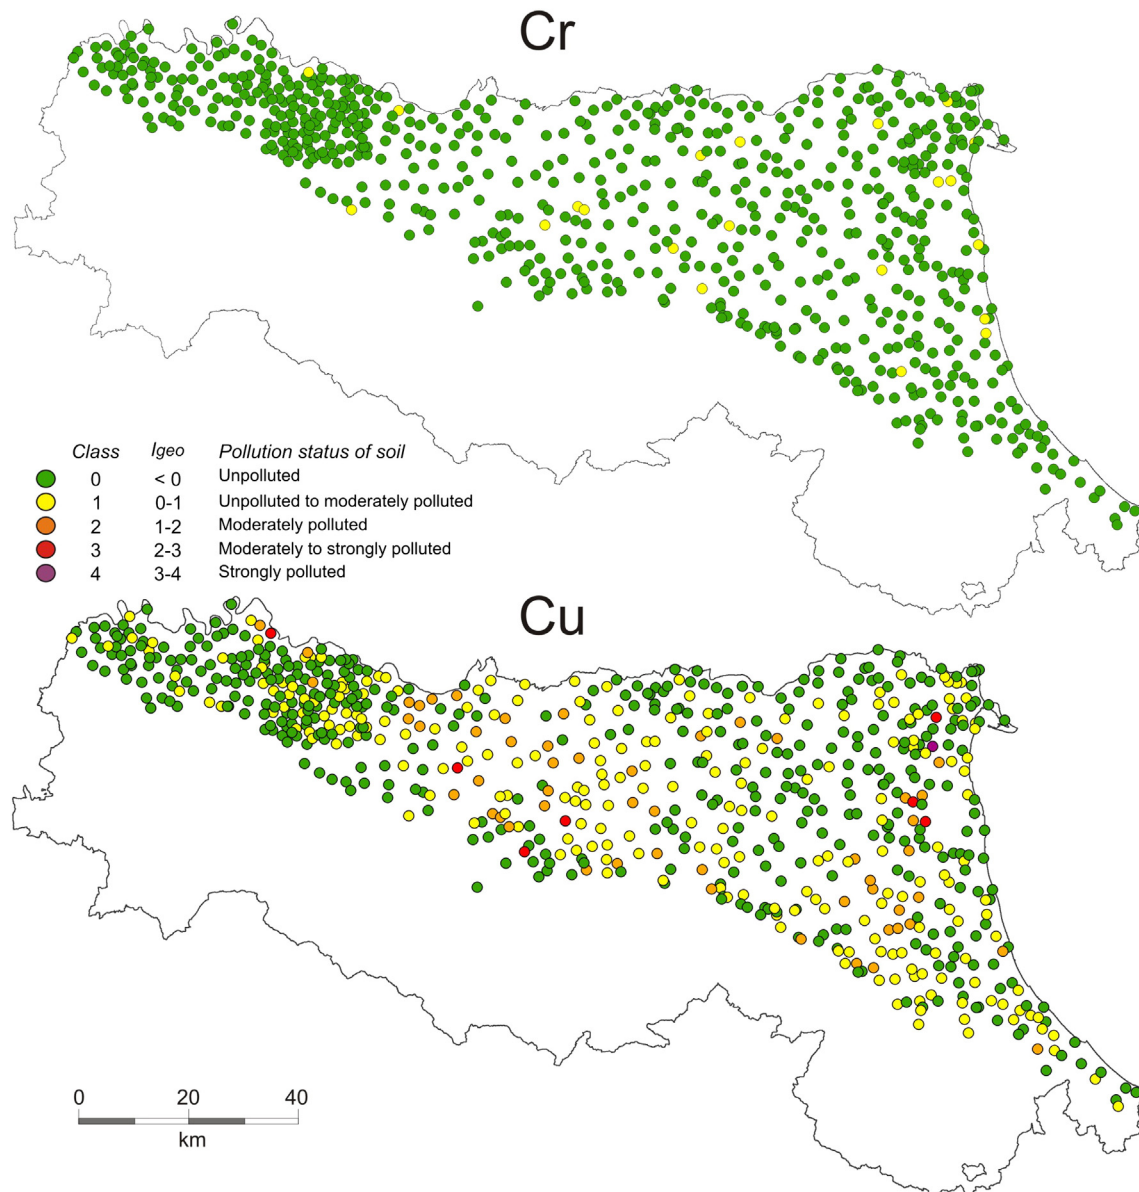 Cr
Class Igeo Pollution status of soil
0 < 0 Unpolluted
1 0-1 Unpolluted to moderately polluted
2 1-2 Moderately polluted
3 2-3 Moderately to strongly polluted
4 3-4 Strongly polluted
Cu
0 20 40
km